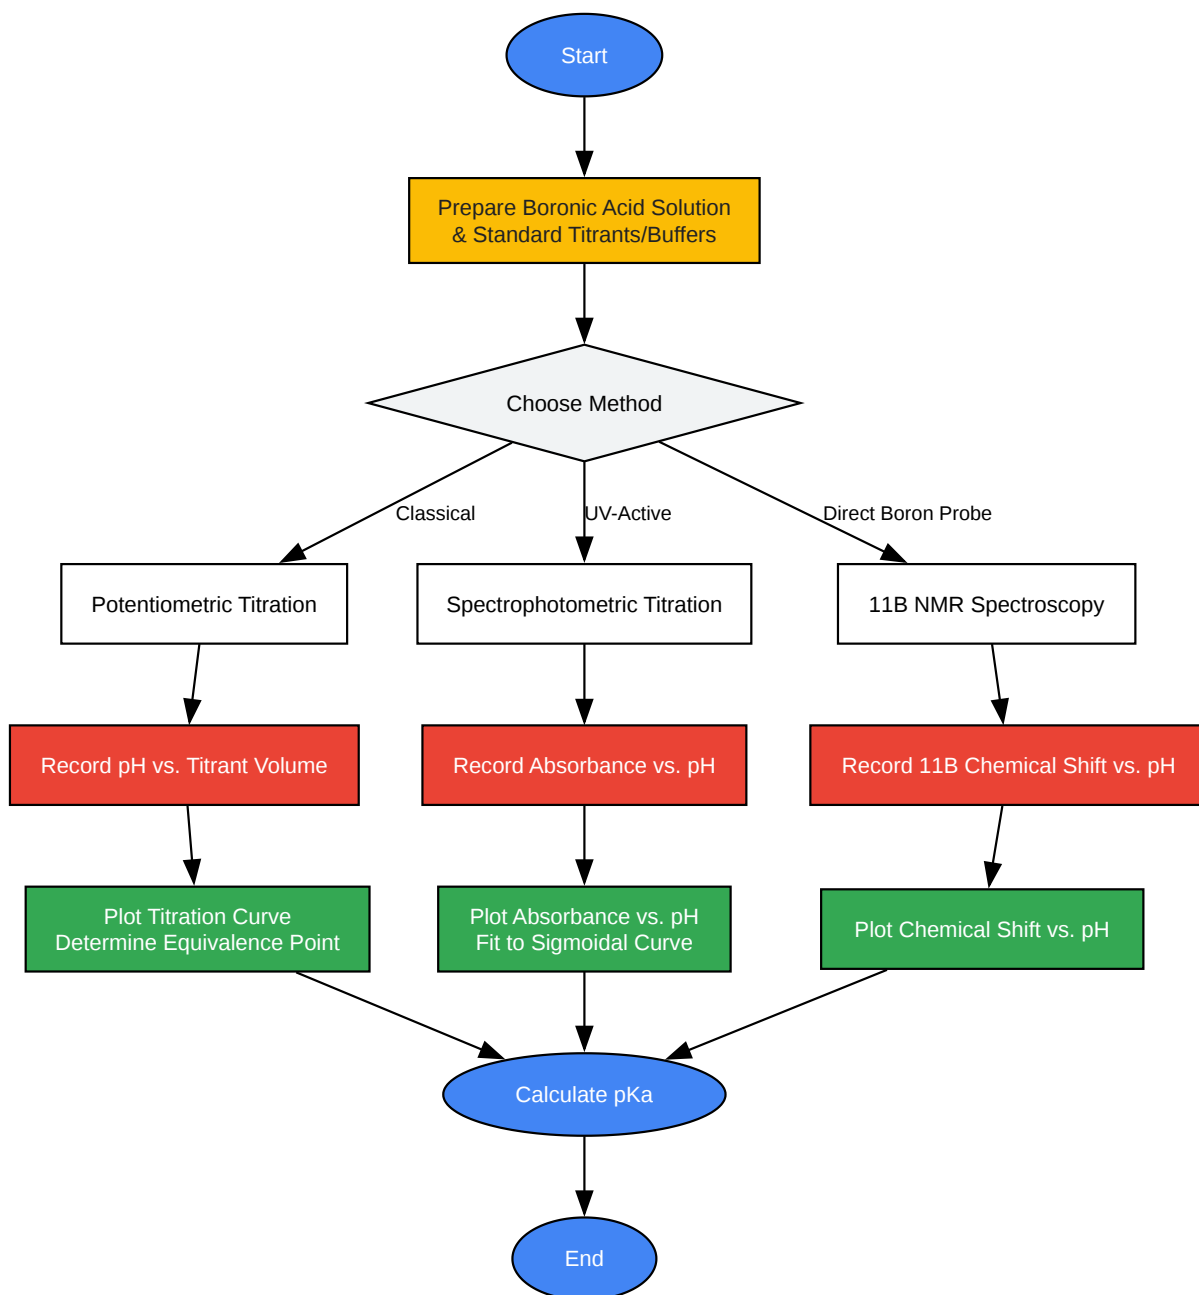 Start
Prepare Boronic Acid Solution
& Standard Titrants/Buffers
Choose Method
Classical
UV-Active
Direct Boron Probe
Potentiometric Titration
Spectrophotometric Titration
11B NMR Spectroscopy
Record pH vs. Titrant Volume
Record Absorbance vs. pH
Record 11B Chemical Shift vs. pH
Plot Titration Curve
Determine Equivalence Point
Plot Absorbance vs. pH
Fit to Sigmoidal Curve
Plot Chemical Shift vs. pH
Calculate pKa
End